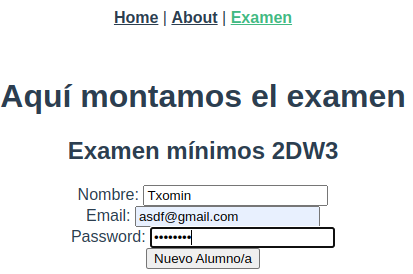 Home | About | Examen
Aquí montamos el examen
Examen mínimos 2DW3
Nombre: Txomin
Email: asdf@gmail.com
Password: ••••••••
Nuevo Alumno/a